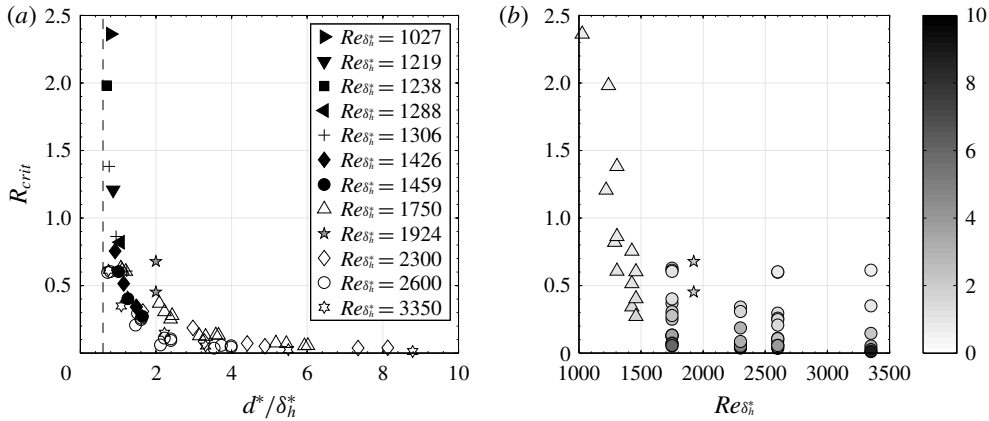 (a)
2.5
2.0
1.5
1.0
0.5
0
R_crit
0 2 4 6 8 10
d*/δ*_h
Re_δ*_h = 1027
Re_δ*_h = 1219
Re_δ*_h = 1238
Re_δ*_h = 1288
Re_δ*_h = 1306
Re_δ*_h = 1426
Re_δ*_h = 1459
Re_δ*_h = 1750
Re_δ*_h = 1924
Re_δ*_h = 2300
Re_δ*_h = 2600
Re_δ*_h = 3350
(b)
2.5
2.0
1.5
1.0
0.5
0
1000 1500 2000 2500 3000 3500
Re_δ*_h
10
8
6
4
2
0